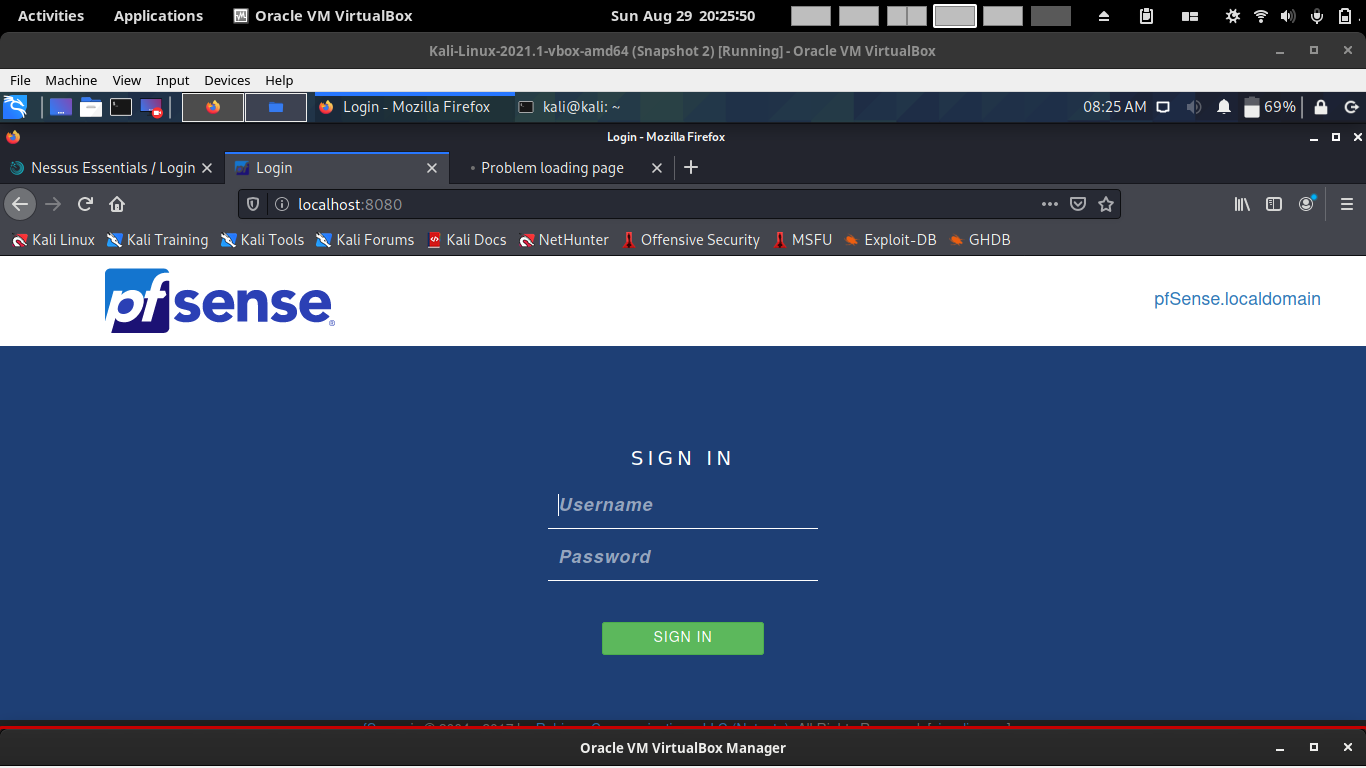 Activities Applications Oracle VM VirtualBox Sun Aug 29 20:25:50
Kali-Linux-2021.1-vbox-amd64 (Snapshot 2) [Running] - Oracle VM VirtualBox
File Machine View Input Devices Help
Login - Mozilla Firefox kali@kali: ~ 08:25 AM 69%
Login - Mozilla Firefox
Nessus Essentials / Login Login Problem loading page
localhost:8080
Kali Linux Kali Training Kali Tools Kali Forums Kali Docs NetHunter Offensive Security MSFU Exploit-DB GHDB
pfsense®
pfSense.localdomain
SIGN IN
Username
Password
SIGN IN
Oracle VM VirtualBox Manager